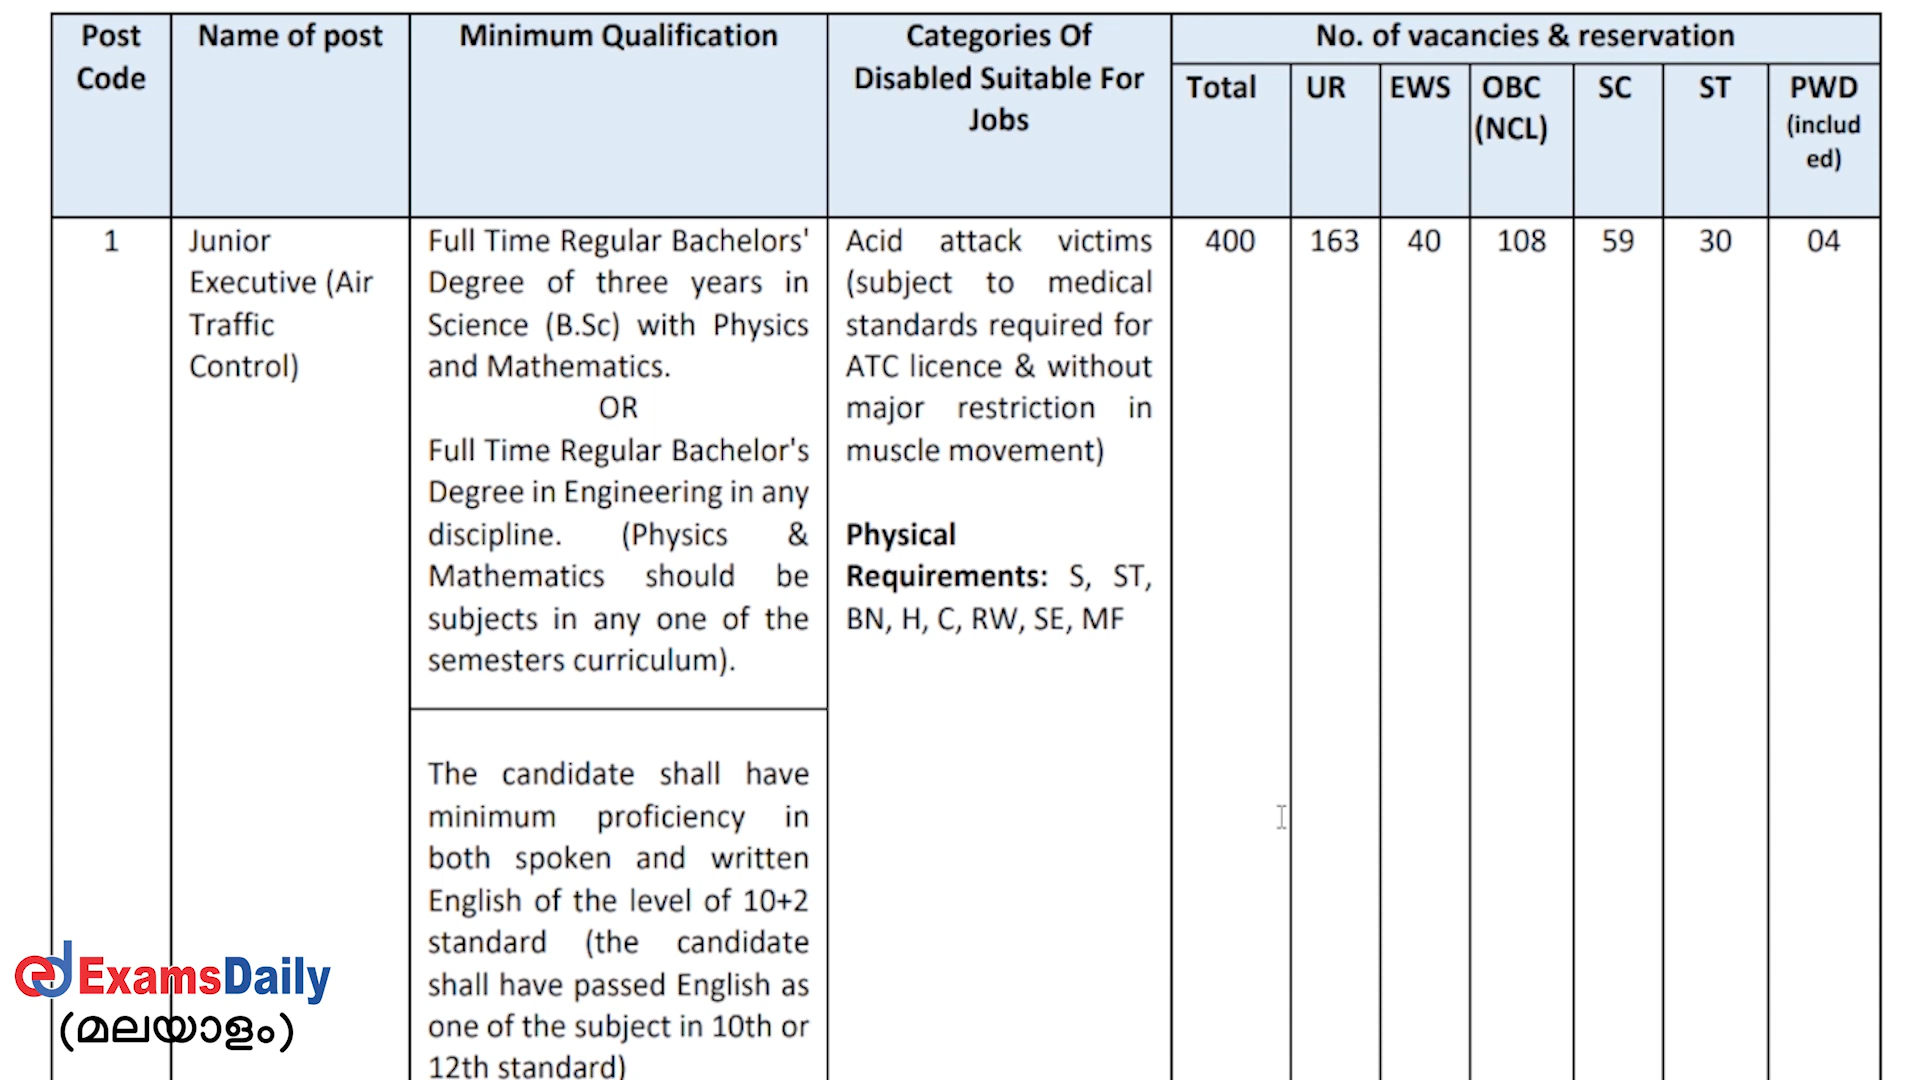 Post Code
Name of post
Minimum Qualification
Categories Of
Disabled Suitable For
Jobs
No. of vacancies & reservation
Total
UR
EWS
OBC
(NCL)
SC
ST
PWD
(includ
ed)
1
Junior
Executive (Air
Traffic
Control)
Full Time Regular Bachelors'
Degree of three years in
Science (B.Sc) with Physics
and Mathematics.
OR
Full Time Regular Bachelor's
Degree in Engineering in any
discipline. (Physics &
Mathematics should be
subjects in any one of the
semesters curriculum).
The candidate shall have
minimum proficiency in
both spoken and written
English of the level of 10+2
standard (the candidate
shall have passed English as
one of the subject in 10th or
12th standard)
Acid attack victims
(subject to medical
standards required for
ATC licence & without
major restriction in
muscle movement)
Physical
Requirements: S, ST,
BN, H, C, RW, SE, MF
400
163
40
108
59
30
04
ed ExamsDaily
(മലയാളം)